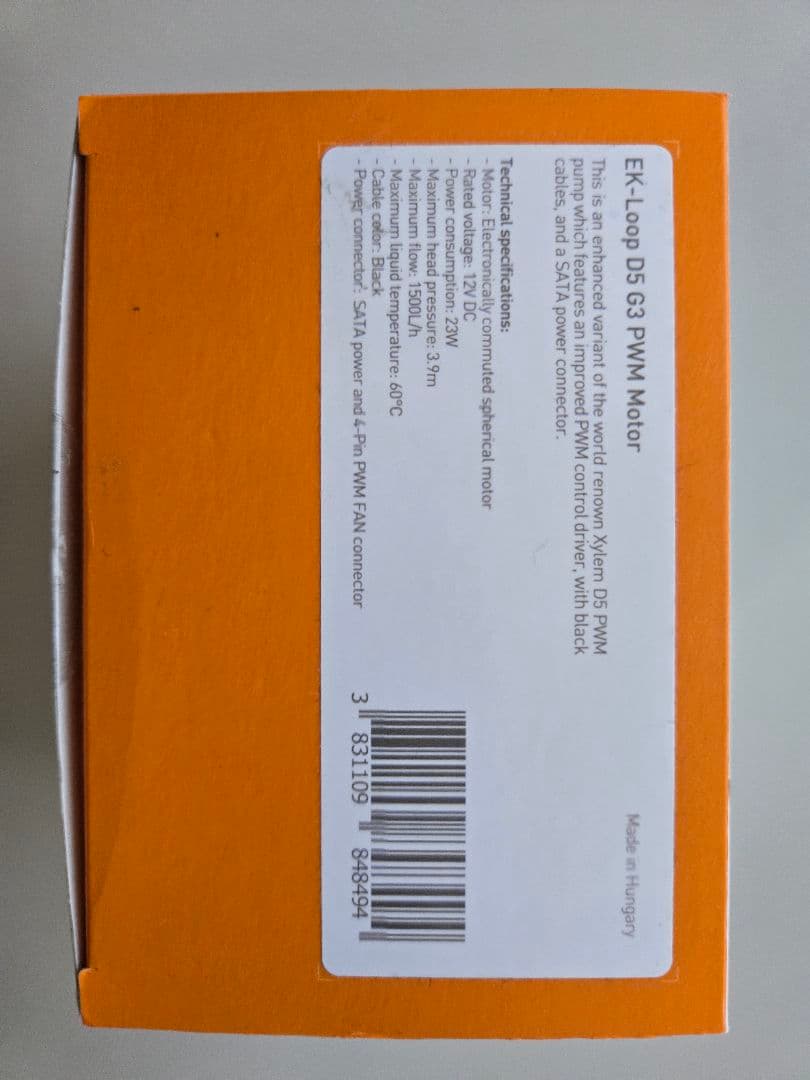 EK-Loop D5 G3 PWM Motor
Made in Hungary
This is an enhanced variant of the world renown Xylem D5 PWM
pump which features an improved PWM control driver, with black
cables, and a SATA power connector.
Technical specifications:
- Motor: Electronically commuted spherical motor
- Rated voltage: 12V DC
- Power consumption: 23W
- Maximum head pressure: 3.9m
- Maximum flow: 1500L/h
- Maximum liquid temperature: 60°C
- Cable color: Black
- Power connector: SATA power and 4-Pin PWM FAN connector
3 831109 848494